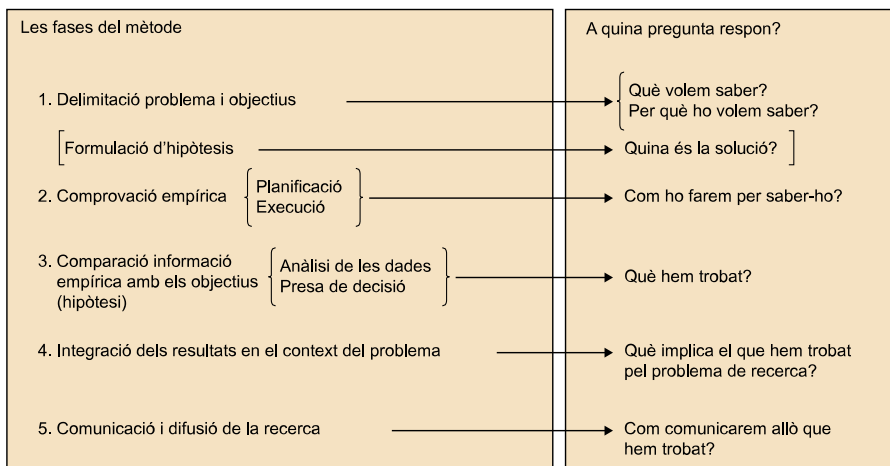 Les fases del mètode
A quina pregunta respon?
1. Delimitació problema i objectius
Què volem saber?
Per què ho volem saber?
[Formulació d'hipòtesis
Quina és la solució? ]
2. Comprovació empírica
Planificació
Execució
Com ho farem per saber-ho?
3. Comparació informació
empírica amb els objectius
(hipòtesi)
Anàlisi de les dades
Presa de decisió
Què hem trobat?
4. Integració dels resultats en el context del problema
Què implica el que hem trobat
pel problema de recerca?
5. Comunicació i difusió de la recerca
Com comunicarem allò que
hem trobat?